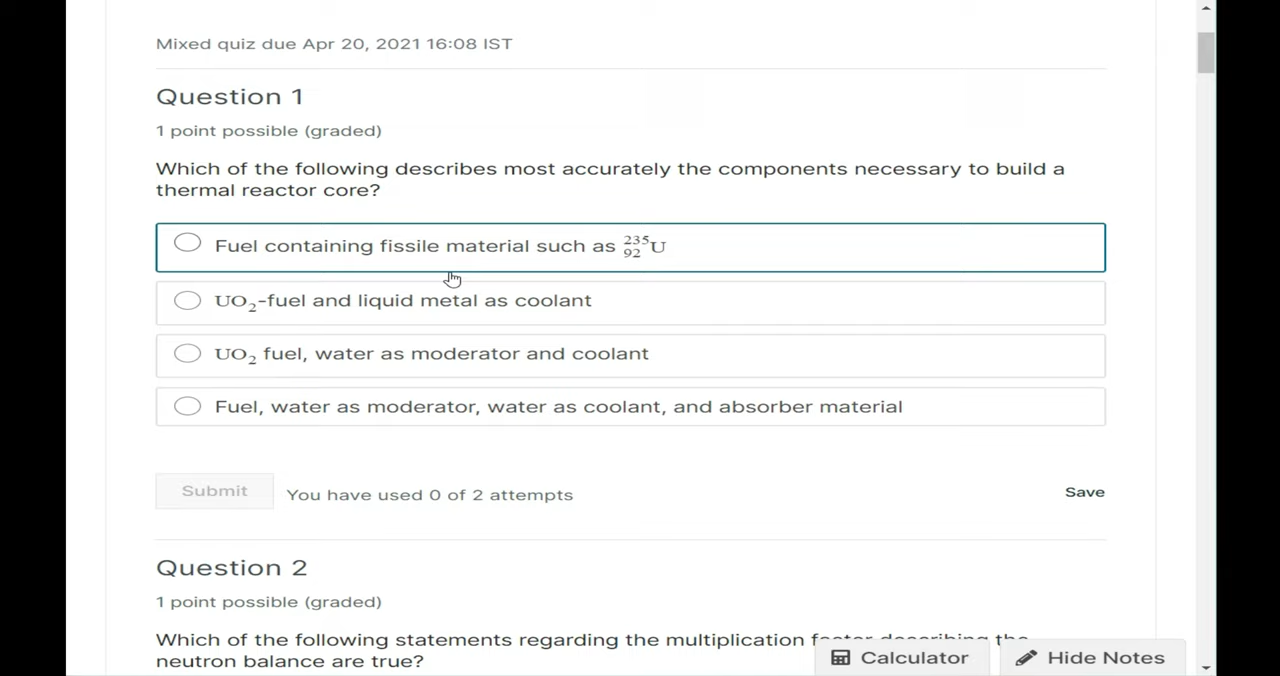 Mixed quiz due Apr 20, 2021 16:08 IST
Question 1
1 point possible (graded)
Which of the following describes most accurately the components necessary to build a
thermal reactor core?
Fuel containing fissile material such as ²³⁵₉₂U
UO₂-fuel and liquid metal as coolant
UO₂ fuel, water as moderator and coolant
Fuel, water as moderator, water as coolant, and absorber material
Submit You have used 0 of 2 attempts Save
Question 2
1 point possible (graded)
Which of the following statements regarding the multiplication factor describing the
neutron balance are true?
Calculator Hide Notes